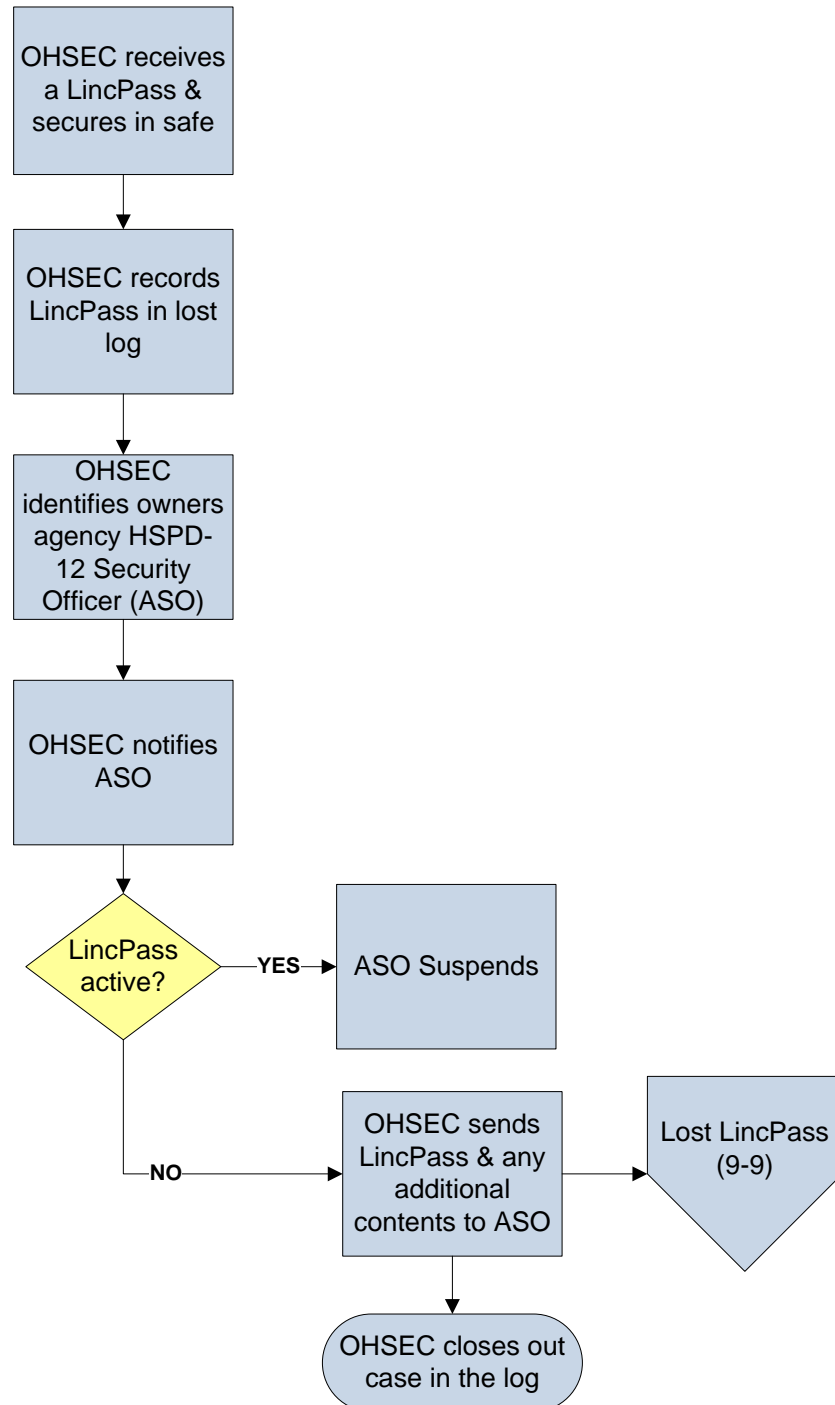 OHSEC receives
a LincPass &
secures in safe
OHSEC records
LincPass in lost
log
OHSEC
identifies owners
agency HSPD-
12 Security
Officer (ASO)
OHSEC notifies
ASO
LincPass
active?
YES
ASO Suspends
NO
OHSEC sends
LincPass & any
additional
contents to ASO
Lost LincPass
(9-9)
OHSEC closes out
case in the log